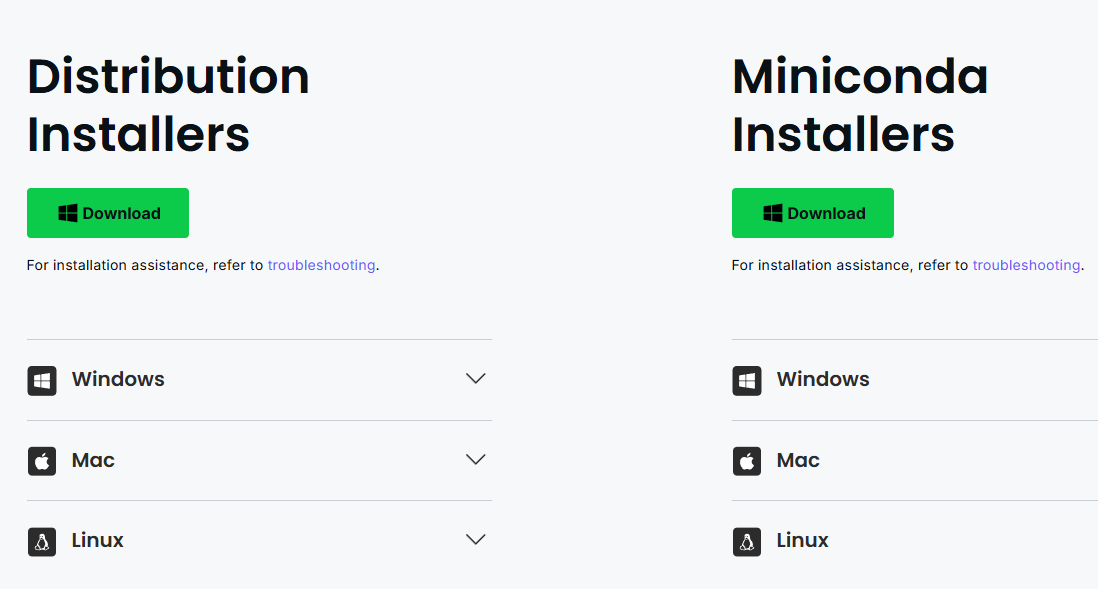 Distribution
Installers
Download
For installation assistance, refer to troubleshooting.
Windows
Mac
Linux
Miniconda
Installers
Download
For installation assistance, refer to troubleshooting.
Windows
Mac
Linux